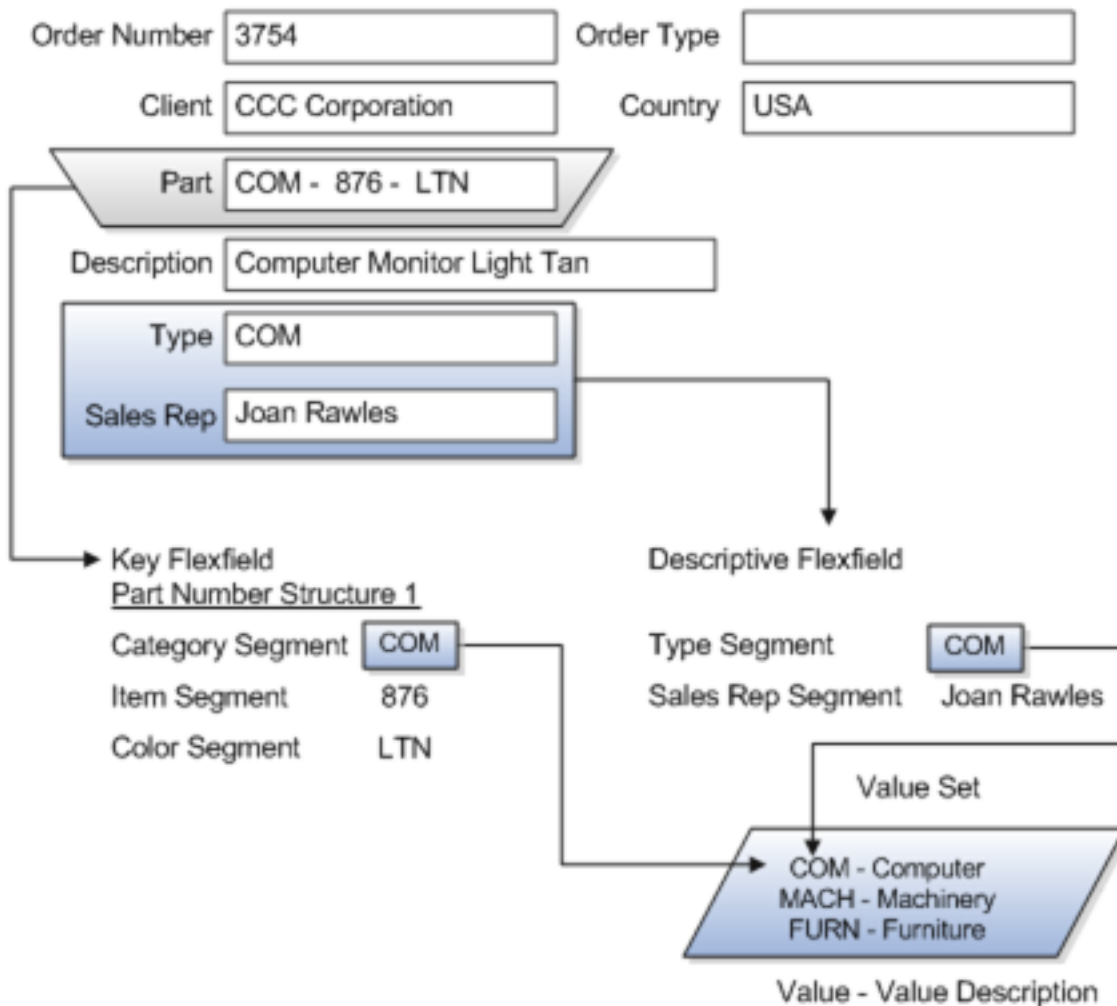 Order Number 3754 Order Type
Client CCC Corporation Country USA
Part COM - 876 - LTN
Description Computer Monitor Light Tan
Type COM
Sales Rep Joan Rawles
Key Flexfield Descriptive Flexfield
Part Number Structure 1
Category Segment COM Type Segment COM
Item Segment 876 Sales Rep Segment Joan Rawles
Color Segment LTN
Value Set
COM - Computer
MACH - Machinery
FURN - Furniture
Value - Value Description